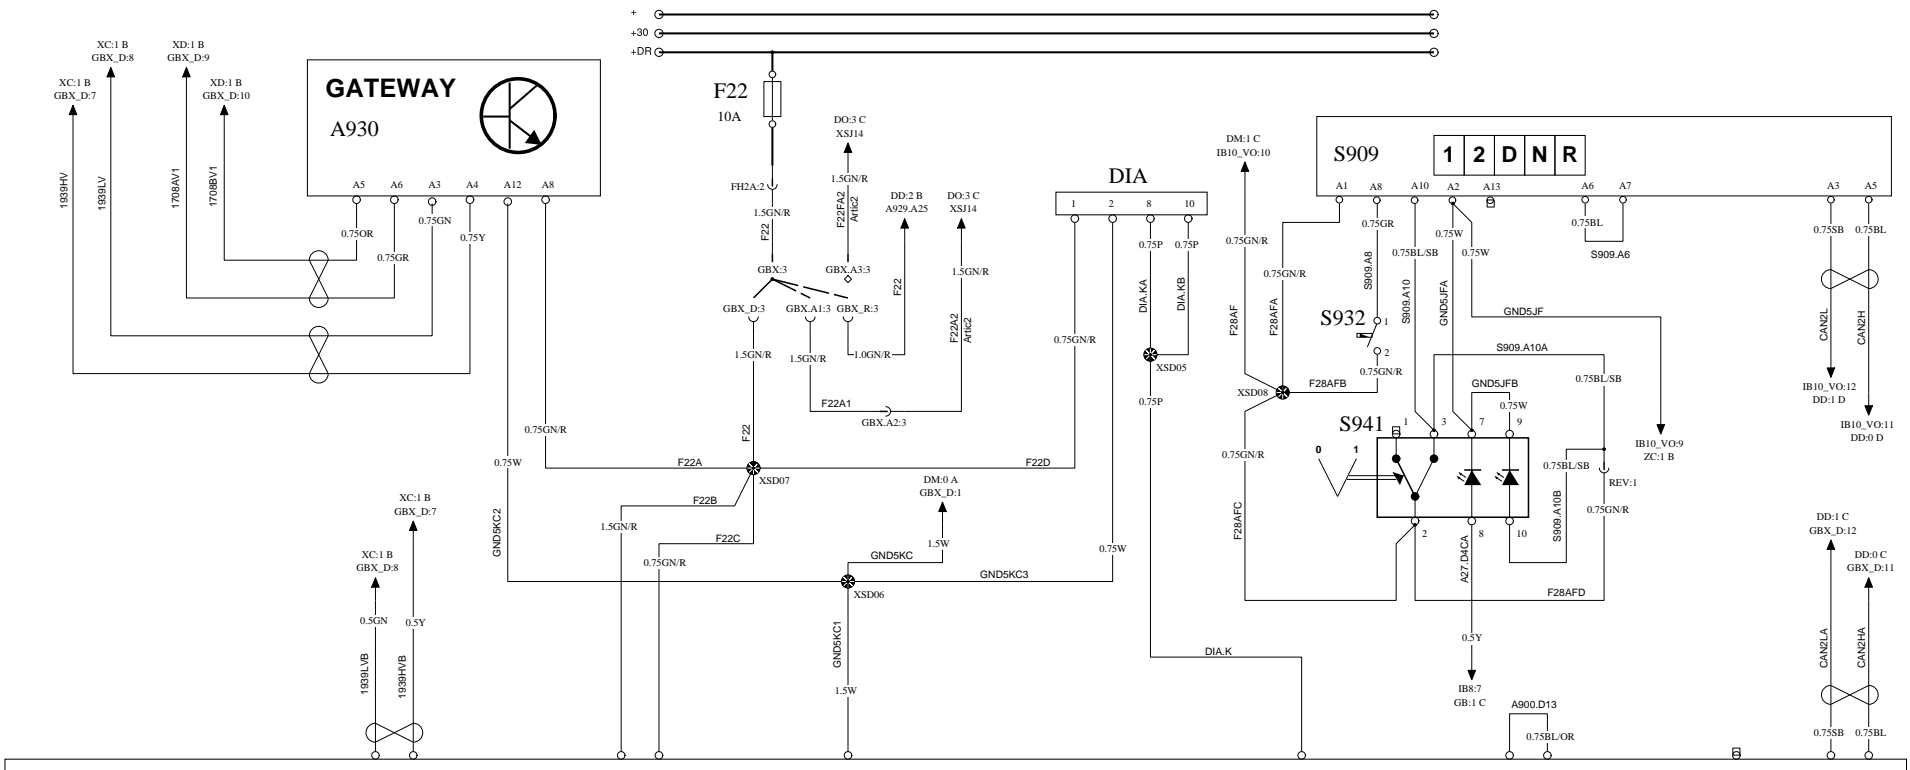 +
+30
+DR
XC:1 B
GBX_D:8
XD:1 B
GBX_D:9
XC:1 B
GBX_D:7
XD:1 B
GBX_D:10
GATEWAY
A930
A5
A6
A3
A4
A12
A8
1939HV
1939LV
1708AV1
1708BV1
0.75OR
0.75GR
0.75GN
0.75Y
F22
10A
FH2A:2
1.5GN/R
F22
DO:3 C
XSJ14
1.5GN/R
F22FA2
Artic2
DD:2 B
A929.A25
F22
DO:3 C
XSJ14
1.5GN/R
F22A2
Artic2
GBX:3
GBX.A3:3
GBX_D:3
GBX.A1:3
GBX_R:3
1.5GN/R
1.5GN/R
1.0GN/R
F22A1
GBX.A2:3
F22
DIA
1
2
8
10
0.75P
0.75P
DIA.KA
DIA.KB
0.75GN/R
XSD05
0.75P
DM:1 C
IB10_VO:10
0.75GN/R
F28AF
0.75GN/R
F28AFA
S909
1
2
D
N
R
A1
A8
A10
A2
A13
A6
A7
A3
A5
0.75GR
S909.A8
0.75BL/SB
S909.A10
0.75W
GND5JFA
0.75W
0.75BL
S909.A6
0.75SB
0.75BL
CAN2L
CAN2H
IB10_VO:12
DD:1 D
IB10_VO:11
DD:0 D
S932
1
2
0.75GN/R
F28AFB
XSD08
GND5JF
S909.A10A
0.75BL/SB
GND5JFB
0.75W
S941
1
3
7
9
0
1
2
8
10
IB10_VO:9
ZC:1 B
0.75BL/SB
S909.A10B
REV:1
0.75GN/R
0.75GN/R
F28AFC
A27.D4CA
F28AFD
0.5Y
IB8:7
GB:1 C
0.75GN/R
0.75W
GND5KC2
F22A
XSD07
F22D
F22B
1.5GN/R
F22C
0.75GN/R
DM:0 A
GBX_D:1
1.5W
GND5KC
XSD06
GND5KC3
0.75W
GND5KC1
1.5W
DIA.K
XC:1 B
GBX_D:7
XC:1 B
GBX_D:8
0.5GN
0.5Y
1939LVB
1939HVB
A900.D13
0.75BL/OR
DD:1 C
GBX_D:12
DD:0 C
GBX_D:11
CAN2LA
CAN2HA
0.75SB
0.75BL